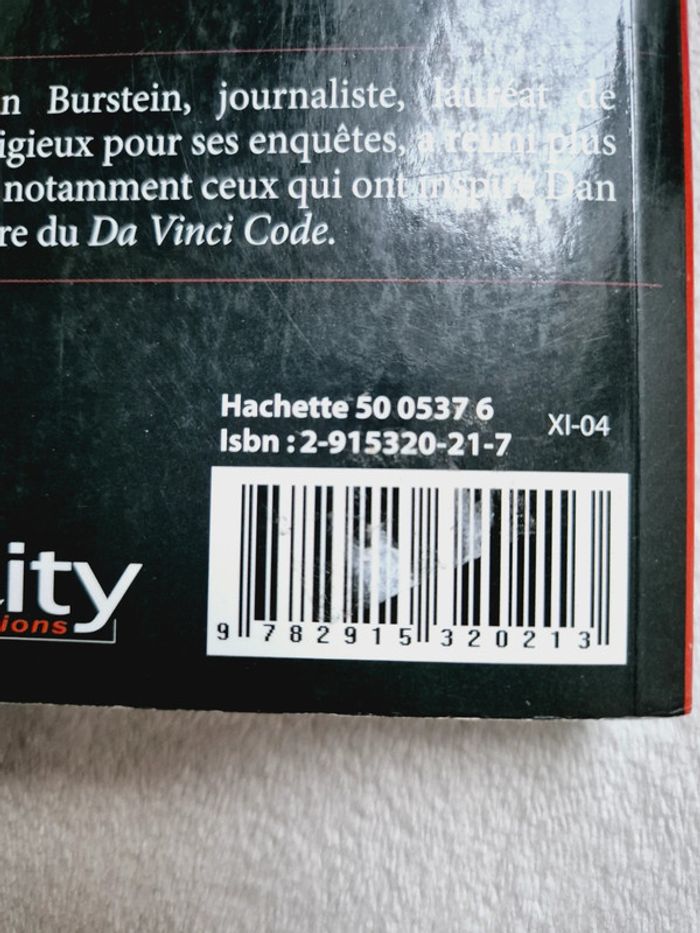 n Burstein, journaliste, lauréat de
igieux pour ses enquêtes, a réuni plus
notamment ceux qui ont inspiré Dan
re du Da Vinci Code.
Hachette 50 0537 6
Isbn : 2-915320-21-7
XI-04
ity
ions
9 782915 320213